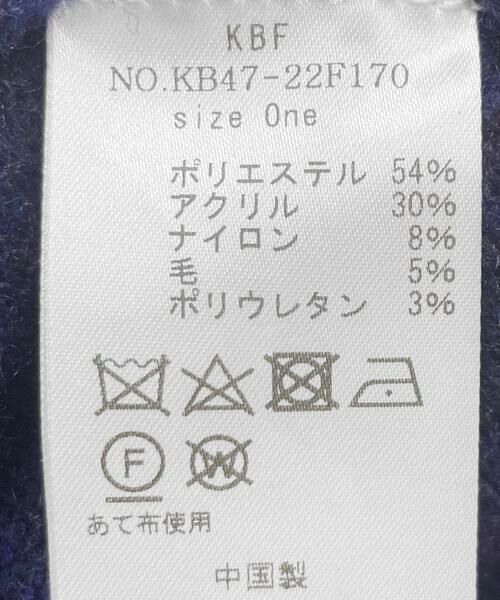 KBF
NO.KB47-22F170
size One
ポリエステル 54%
アクリル 30%
ナイロン 8%
毛 5%
ポリウレタン 3%
F W
あて布使用
中国製